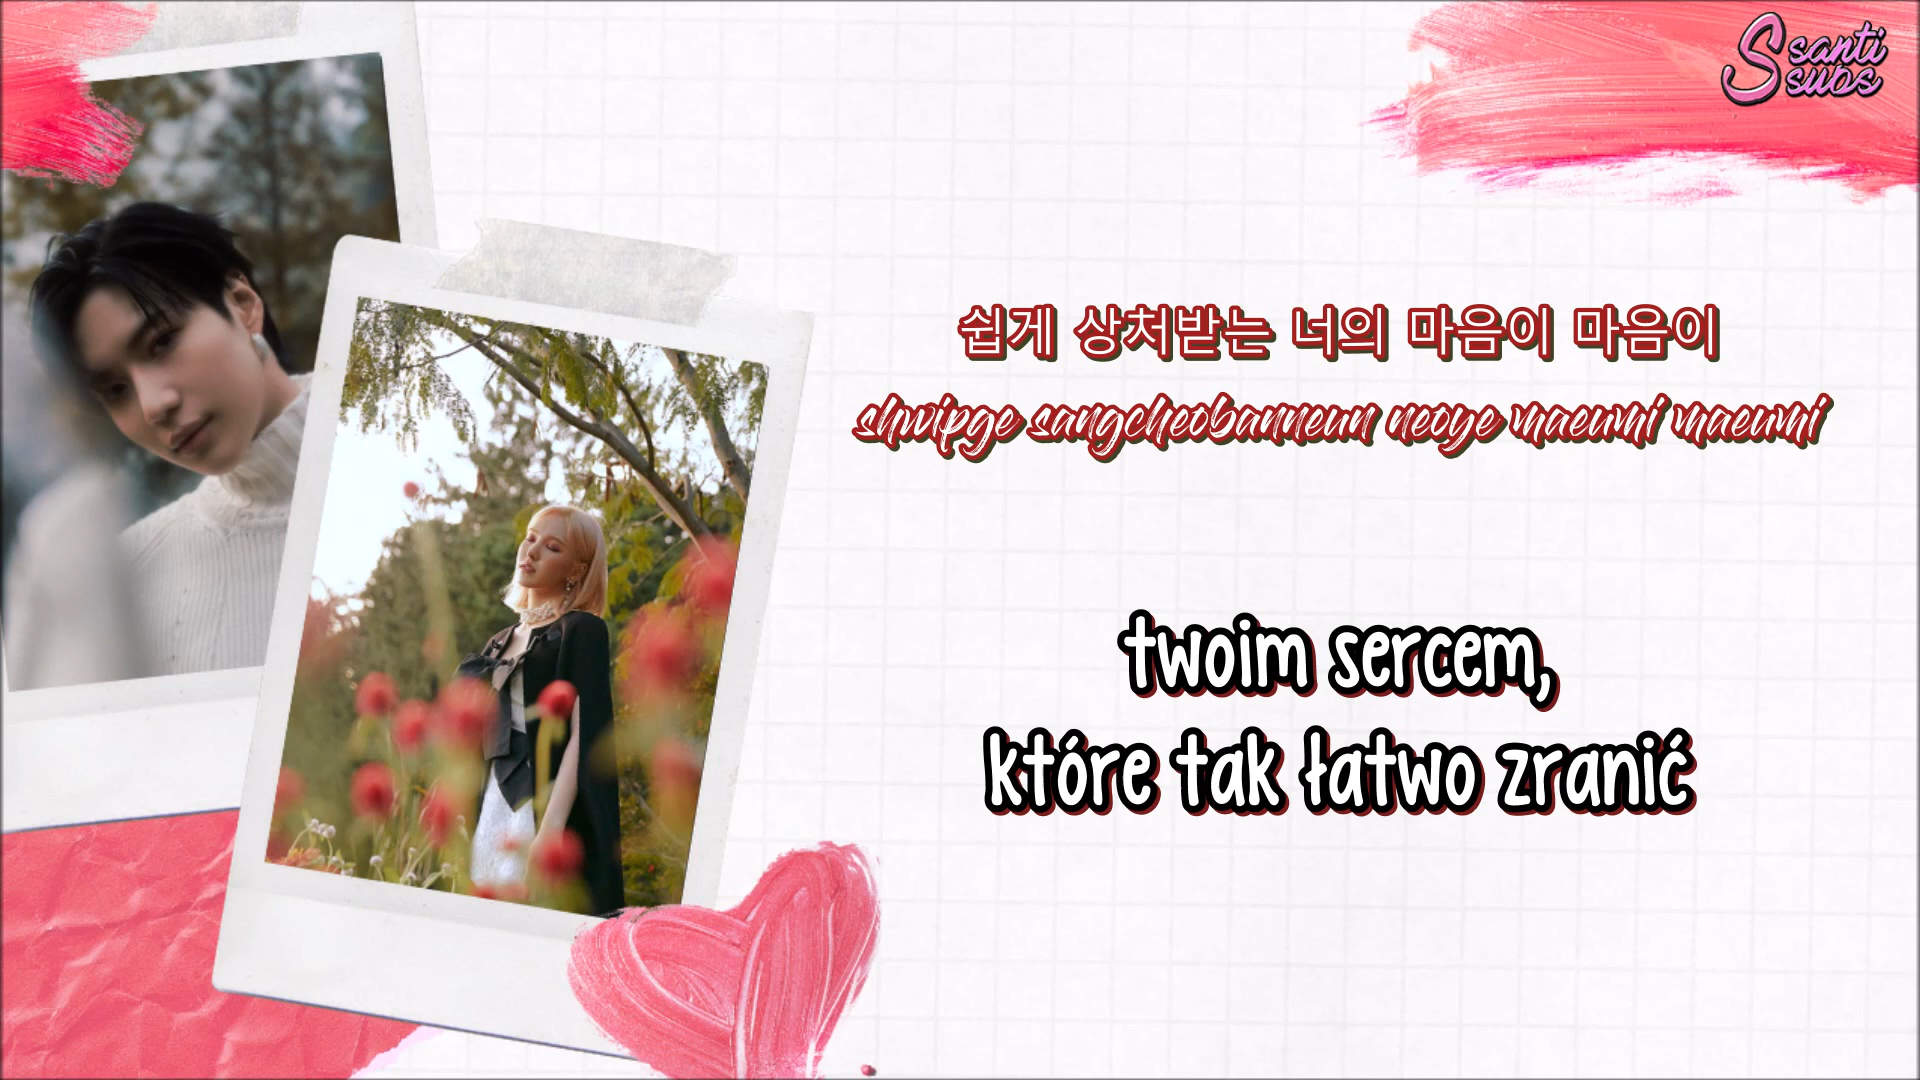 Ssanti
subs
쉽게 상처받는 너의 마음이 마음이
shwipge sangcheobanneun neoye maeumi maeumi
twoim sercem,
które tak łatwo zranić